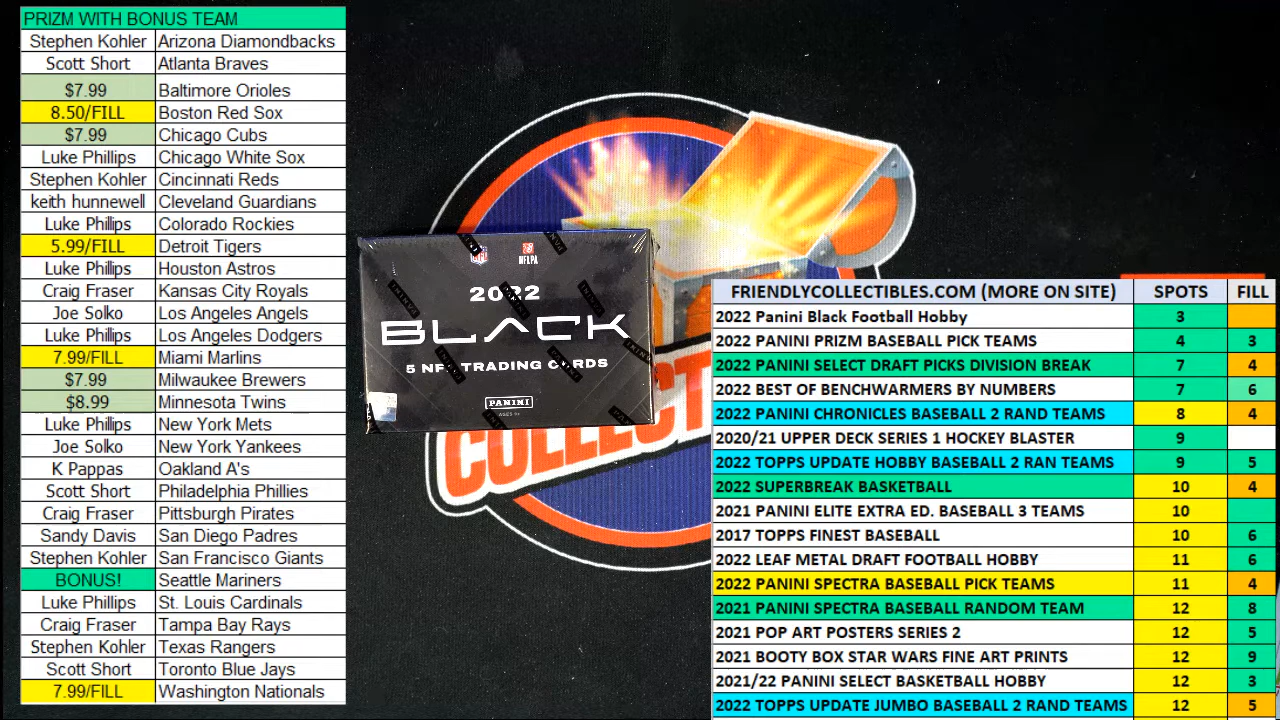 PRIZM WITH BONUS TEAM
Stephen Kohler Arizona Diamondbacks
Scott Short Atlanta Braves
$7.99 Baltimore Orioles
8.50/FILL Boston Red Sox
$7.99 Chicago Cubs
Luke Phillips Chicago White Sox
Stephen Kohler Cincinnati Reds
keith hunnewell Cleveland Guardians
Luke Phillips Colorado Rockies
5.99/FILL Detroit Tigers
Luke Phillips Houston Astros
Craig Fraser Kansas City Royals
Joe Solko Los Angeles Angels
Luke Phillips Los Angeles Dodgers
7.99/FILL Miami Marlins
$7.99 Milwaukee Brewers
$8.99 Minnesota Twins
Luke Phillips New York Mets
Joe Solko New York Yankees
K Pappas Oakland A's
Scott Short Philadelphia Phillies
Craig Fraser Pittsburgh Pirates
Sandy Davis San Diego Padres
Stephen Kohler San Francisco Giants
BONUS! Seattle Mariners
Luke Phillips St. Louis Cardinals
Craig Fraser Tampa Bay Rays
Stephen Kohler Texas Rangers
Scott Short Toronto Blue Jays
7.99/FILL Washington Nationals
NFL NFLPA
2022
BLACK
5 NFL TRADING CARDS
PANINI
FRIENDLYCOLLECTIBLES.COM (MORE ON SITE) SPOTS FILL
2022 Panini Black Football Hobby 3
2022 PANINI PRIZM BASEBALL PICK TEAMS 4 3
2022 PANINI SELECT DRAFT PICKS DIVISION BREAK 7 4
2022 BEST OF BENCHWARMERS BY NUMBERS 7 6
2022 PANINI CHRONICLES BASEBALL 2 RAND TEAMS 8 4
2020/21 UPPER DECK SERIES 1 HOCKEY BLASTER 9
2022 TOPPS UPDATE HOBBY BASEBALL 2 RAN TEAMS 9 5
2022 SUPERBREAK BASKETBALL 10 4
2021 PANINI ELITE EXTRA ED. BASEBALL 3 TEAMS 10
2017 TOPPS FINEST BASEBALL 10 6
2022 LEAF METAL DRAFT FOOTBALL HOBBY 11 6
2022 PANINI SPECTRA BASEBALL PICK TEAMS 11 4
2021 PANINI SPECTRA BASEBALL RANDOM TEAM 12 8
2021 POP ART POSTERS SERIES 2 12 5
2021 BOOTY BOX STAR WARS FINE ART PRINTS 12 9
2021/22 PANINI SELECT BASKETBALL HOBBY 12 3
2022 TOPPS UPDATE JUMBO BASEBALL 2 RAND TEAMS 12 5